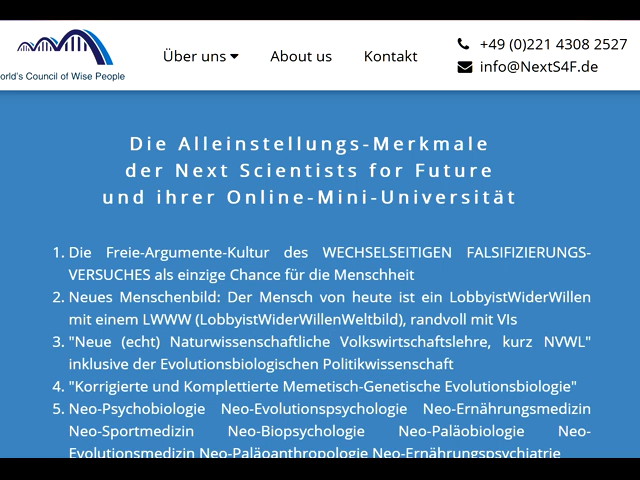 Über uns About us Kontakt
+49 (0)221 4308 2527
info@NextS4F.de
orld's Council of Wise People
Die Alleinstellungs-Merkmale
der Next Scientists for Future
und ihrer Online-Mini-Universität
1. Die Freie-Argumente-Kultur des WECHSELSEITIGEN FALSIFIZIERUNGS-
VERSUCHES als einzige Chance für die Menschheit
2. Neues Menschenbild: Der Mensch von heute ist ein LobbyistWiderWillen
mit einem LWWW (LobbyistWiderWillenWeltbild), randvoll mit VIs
3. "Neue (echt) Naturwissenschaftliche Volkswirtschaftslehre, kurz NVWL"
inklusive der Evolutionsbiologischen Politikwissenschaft
4. "Korrigierte und Komplettierte Memetisch-Genetische Evolutionsbiologie"
5. Neo-Psychobiologie Neo-Evolutionspsychologie Neo-Ernährungsmedizin
Neo-Sportmedizin Neo-Biopsychologie Neo-Paläobiologie Neo-
Evolutionsmedizin Neo-Paläoanthropologie Neo-Ernährungspsychiatrie